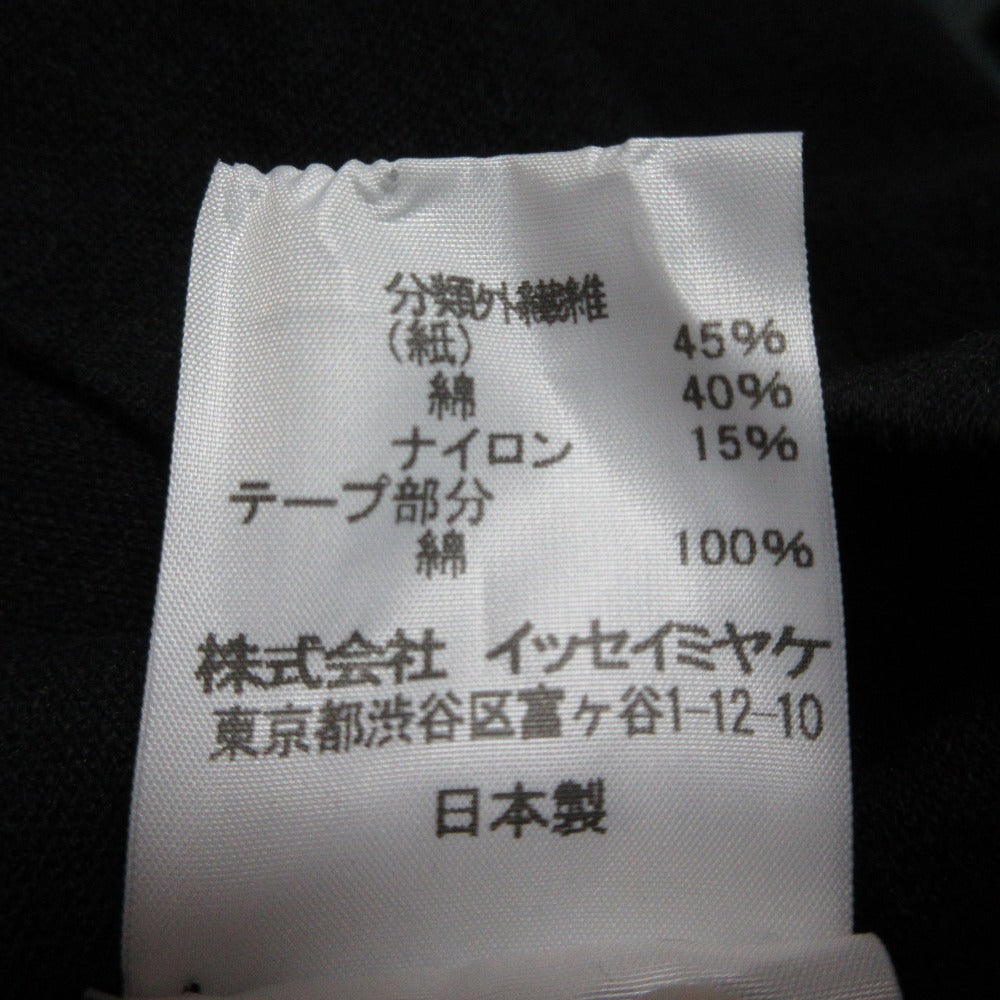 分類外繊維
(紙) 45%
綿 40%
ナイロン 15%
テープ部分
綿 100%
株式会社 イッセイミヤケ
東京都渋谷区富ヶ谷1-12-10
日本製